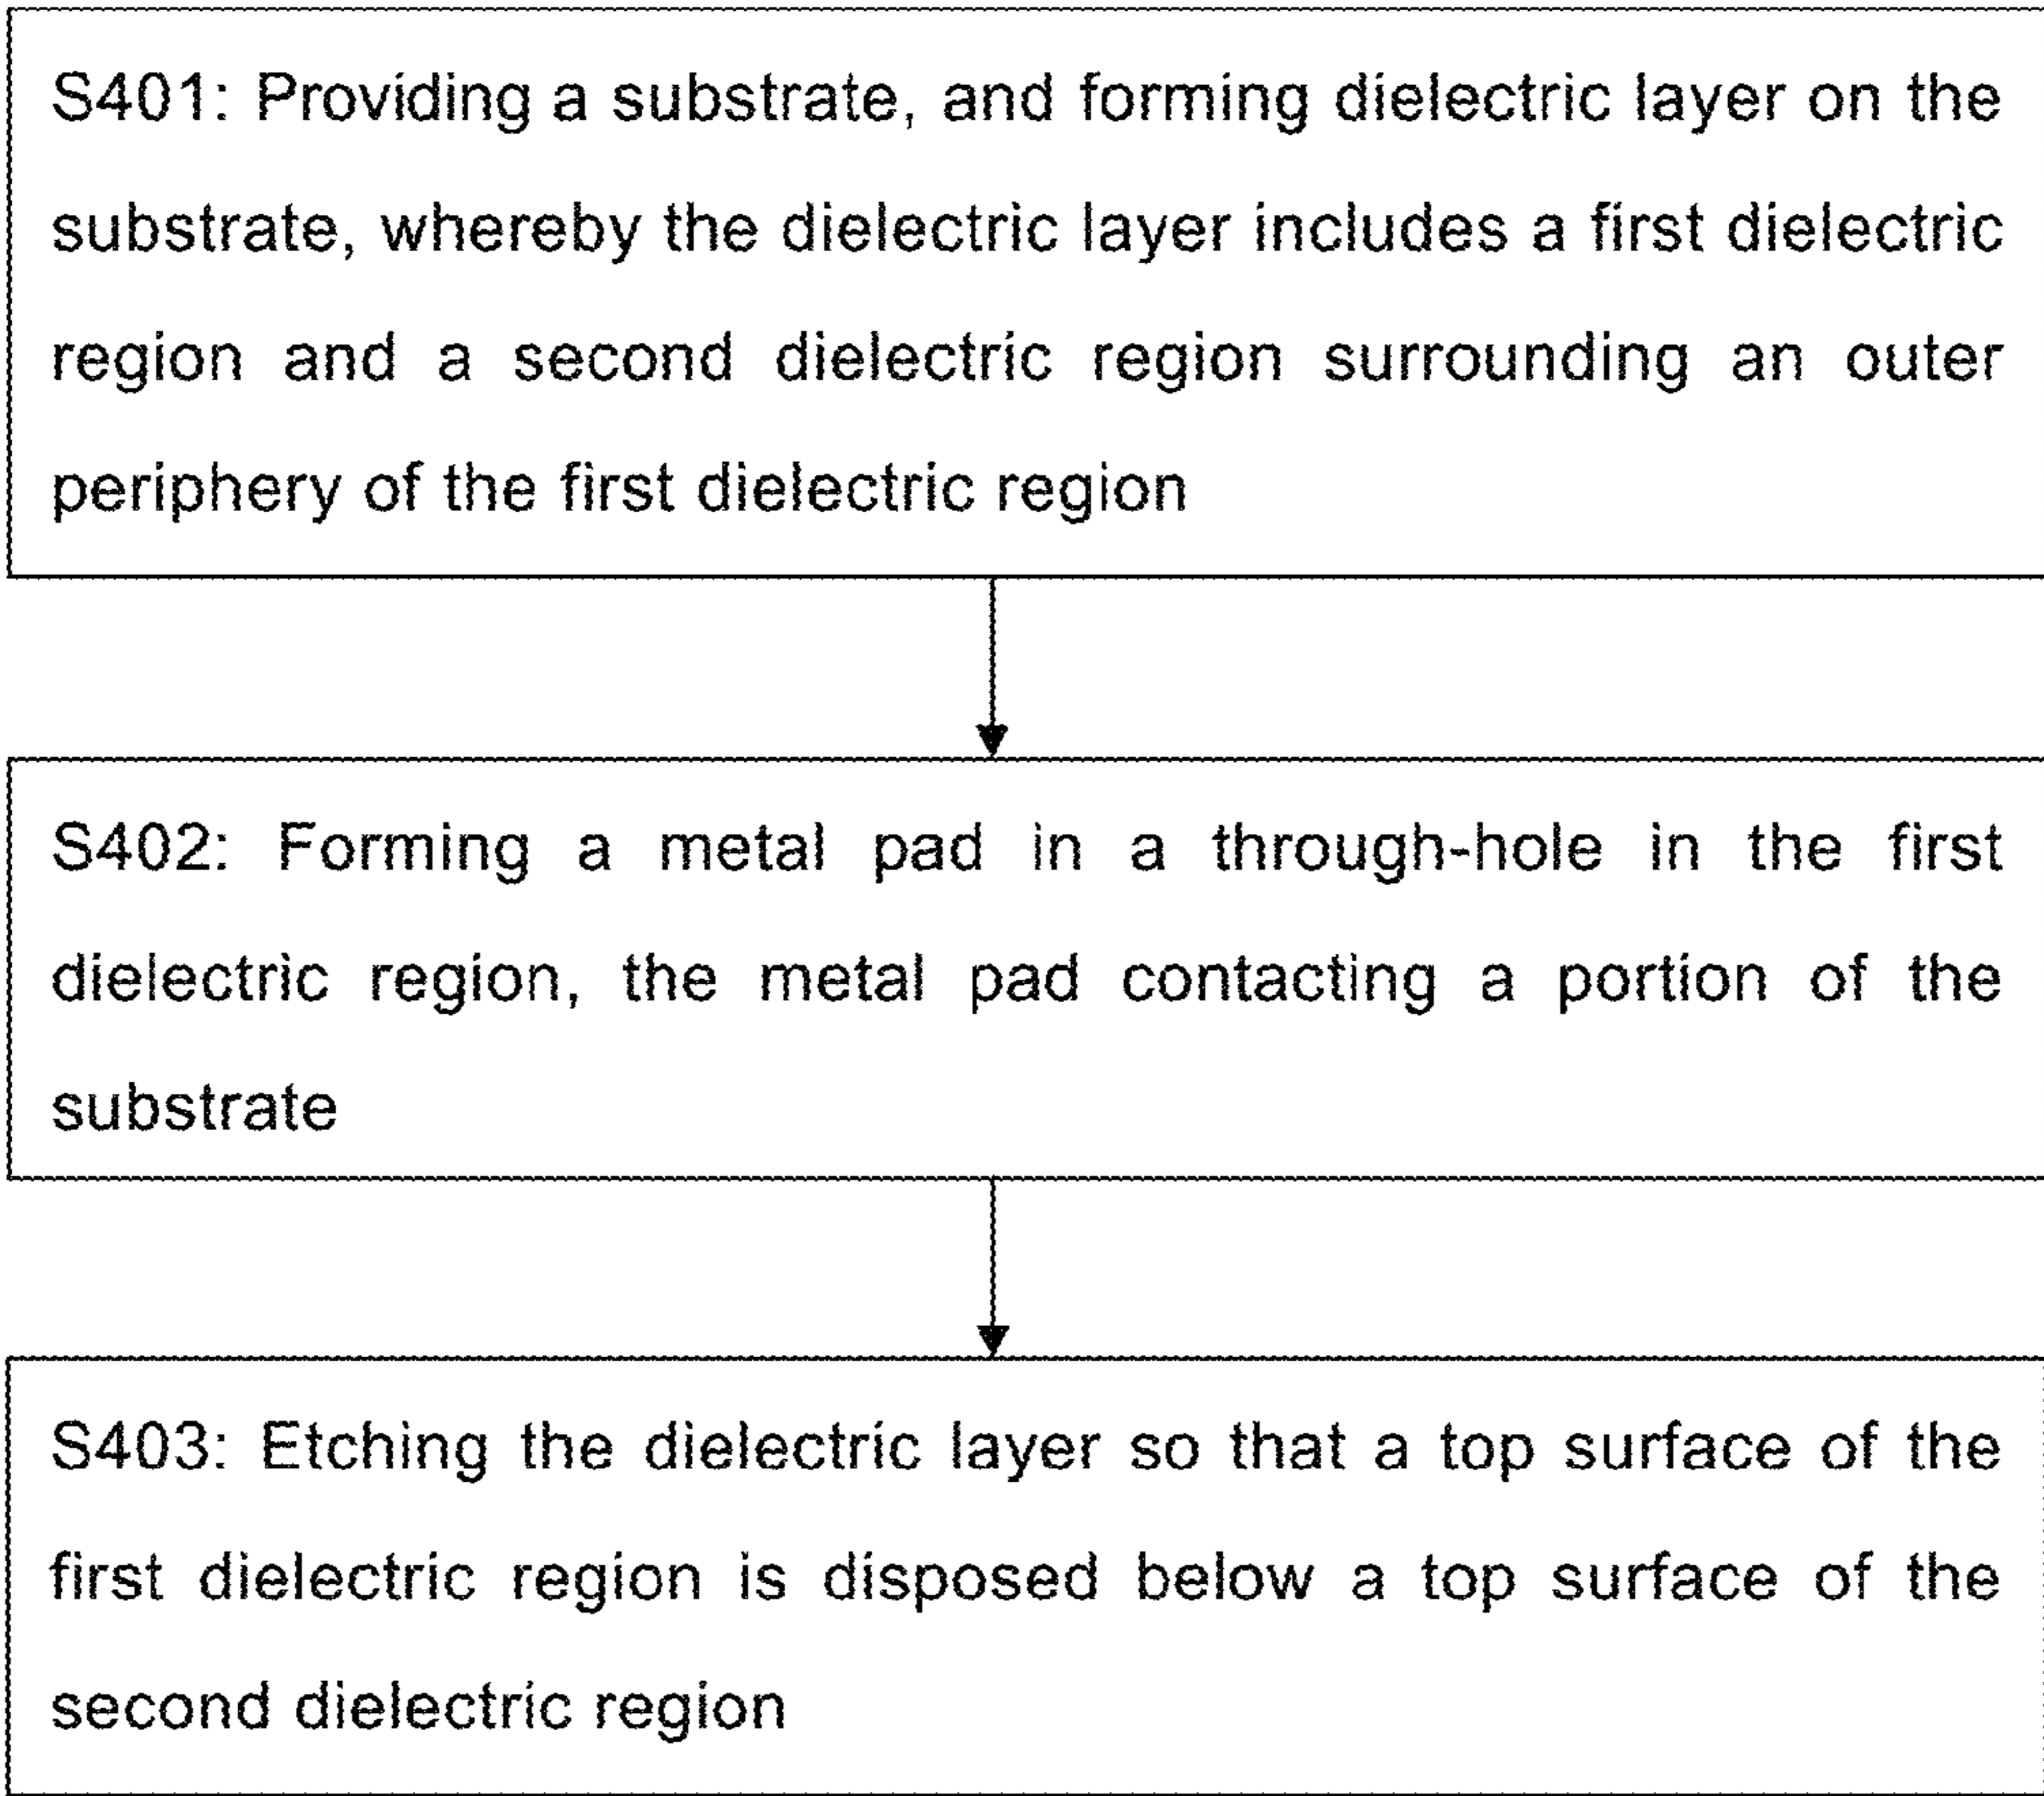 S401: Providing a substrate, and forming dielectric layer on the
substrate, whereby the dielectric layer includes a first dielectric
region and a second dielectric region surrounding an outer
periphery of the first dielectric region
S402: Forming a metal pad in a through-hole in the first
dielectric region, the metal pad contacting a portion of the
substrate
S403: Etching the dielectric layer so that a top surface of the
first dielectric region is disposed below a top surface of the
second dielectric region